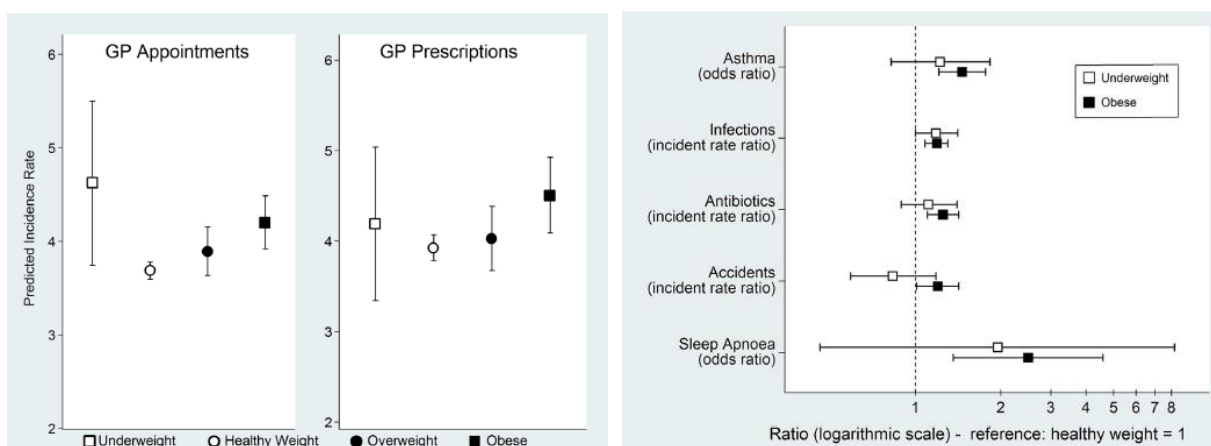 GP Appointments
GP Prescriptions
6
5
4
3
2
6
5
4
3
2
Predicted Incidence Rate
Underweight
Healthy Weight
Overweight
Obese
Asthma
(odds ratio)
Infections
(incident rate ratio)
Antibiotics
(incident rate ratio)
Accidents
(incident rate ratio)
Sleep Apnoea
(odds ratio)
Underweight
Obese
1 2 3 4 5 6 7 8
Ratio (logarithmic scale) - reference: healthy weight = 1